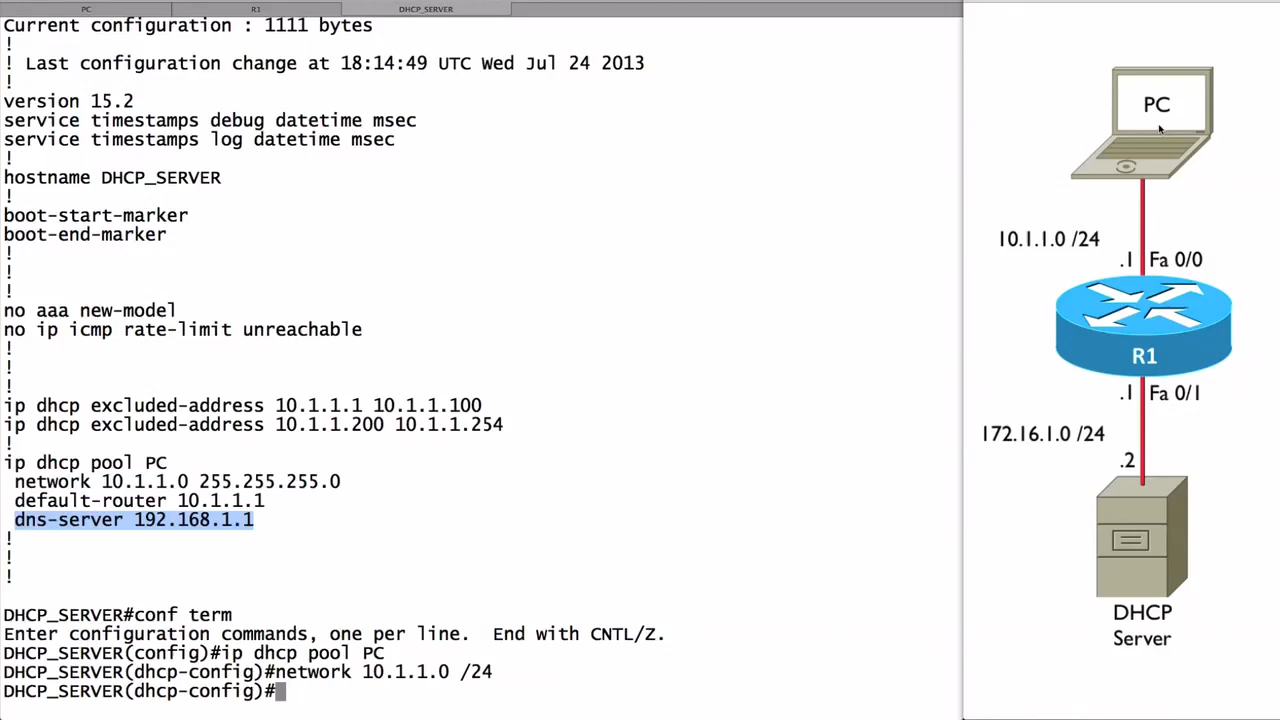 PC
R1
DHCP_SERVER
Current configuration : 1111 bytes
!
! Last configuration change at 18:14:49 UTC Wed Jul 24 2013
!
version 15.2
service timestamps debug datetime msec
service timestamps log datetime msec
!
hostname DHCP_SERVER
!
boot-start-marker
boot-end-marker
!
!
!
no aaa new-model
no ip icmp rate-limit unreachable
!
!
!
ip dhcp excluded-address 10.1.1.1 10.1.1.100
ip dhcp excluded-address 10.1.1.200 10.1.1.254
!
ip dhcp pool PC
network 10.1.1.0 255.255.255.0
default-router 10.1.1.1
dns-server 192.168.1.1
!
!
!
DHCP_SERVER#conf term
Enter configuration commands, one per line.  End with CNTL/Z.
DHCP_SERVER(config)#ip dhcp pool PC
DHCP_SERVER(dhcp-config)#network 10.1.1.0 /24
DHCP_SERVER(dhcp-config)#
PC
10.1.1.0 /24
.1 Fa 0/0
R1
.1 Fa 0/1
172.16.1.0 /24
.2
DHCP
Server